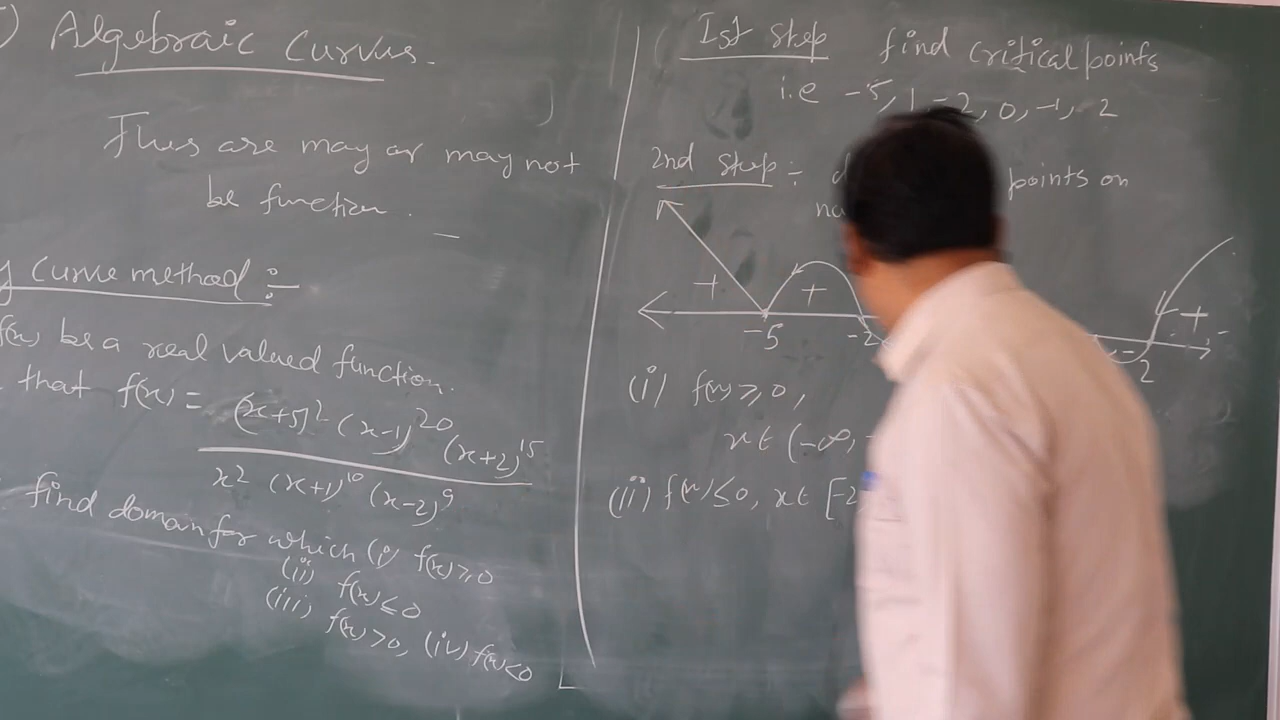 Algebraic Curves.
Thus are may or may not
be function.
Curve method :-
f(x) be a real valued function.
that f(x) = (x+5)² (x-1)²⁰ (x+2)¹⁵
x² (x+1)¹⁰ (x-2)⁹
find domain for which (i) f(x) ≥ 0
(ii) f(x) ≤ 0
(iii) f(x) > 0, (iv) f(x) < 0
Ist step find critical points
i.e -5, 1, -2, 0, -1, 2
2nd step :- points on
+ + +
-5 -2 - 2
(i) f(x) ≥ 0,
x ∈ (-∞,
(ii) f(x) ≤ 0, x ∈ [-2